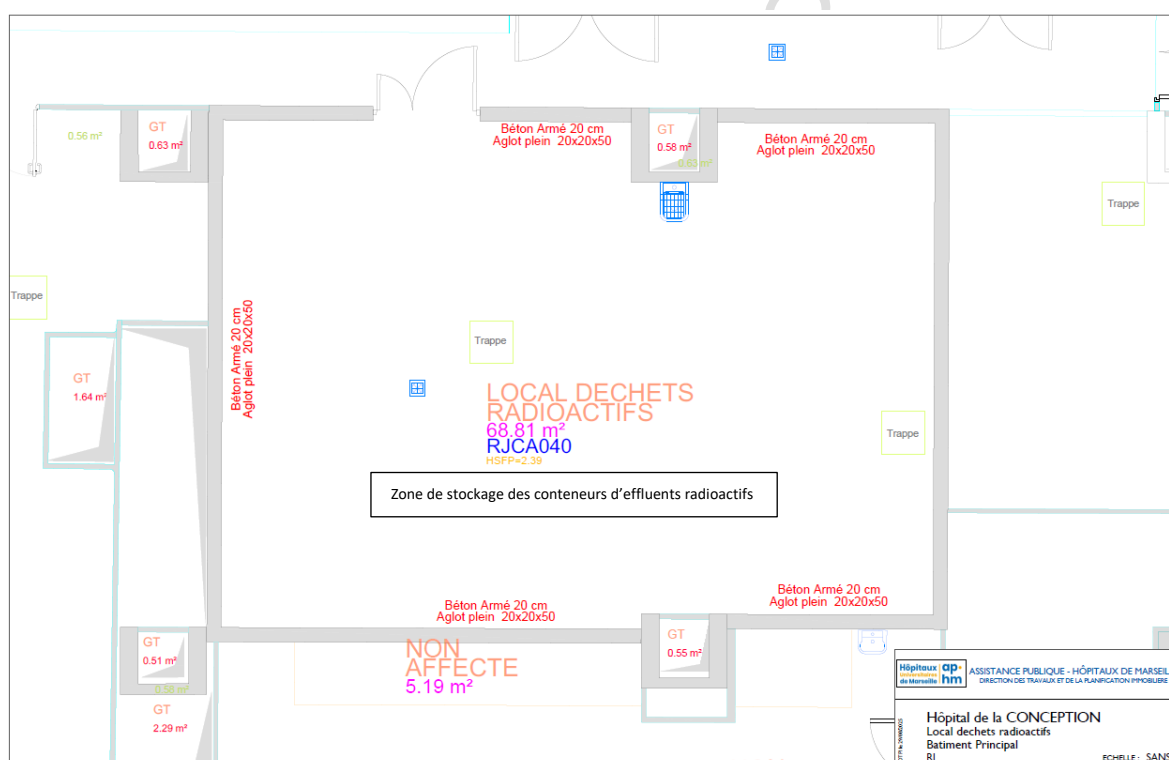 Béton Armé 20 cm
Aglot plein 20x20x50
Béton Armé 20 cm
Aglot plein 20x20x50
0.56 m²
GT
0.63 m²
GT
0.58 m²
0.63 m²
Trappe
Trappe
Béton Armé 20 cm
Aglot plein 20x20x50
Trappe
GT
1.64 m²
LOCAL DECHETS
RADIOACTIFS
68.81 m²
RJCA040
HSFP=2.39
Trappe
Zone de stockage des conteneurs d’effluents radioactifs
Béton Armé 20 cm
Aglot plein 20x20x50
Béton Armé 20 cm
Aglot plein 20x20x50
GT
0.51 m²
0.58 m²
GT
2.29 m²
NON
AFFECTE
5.19 m²
GT
0.55 m²
Hôpitaux
Universitaires
de Marseille
ap•
hm
ASSISTANCE PUBLIQUE - HÔPITAUX DE MARSEIL
DIRECTION DES TRAVAUX ET DE LA PLANIFICATION IMMOBILIERE
Hôpital de la CONCEPTION
Local dechets radioactifs
Batiment Principal
RJ
ECHELLE : SANS